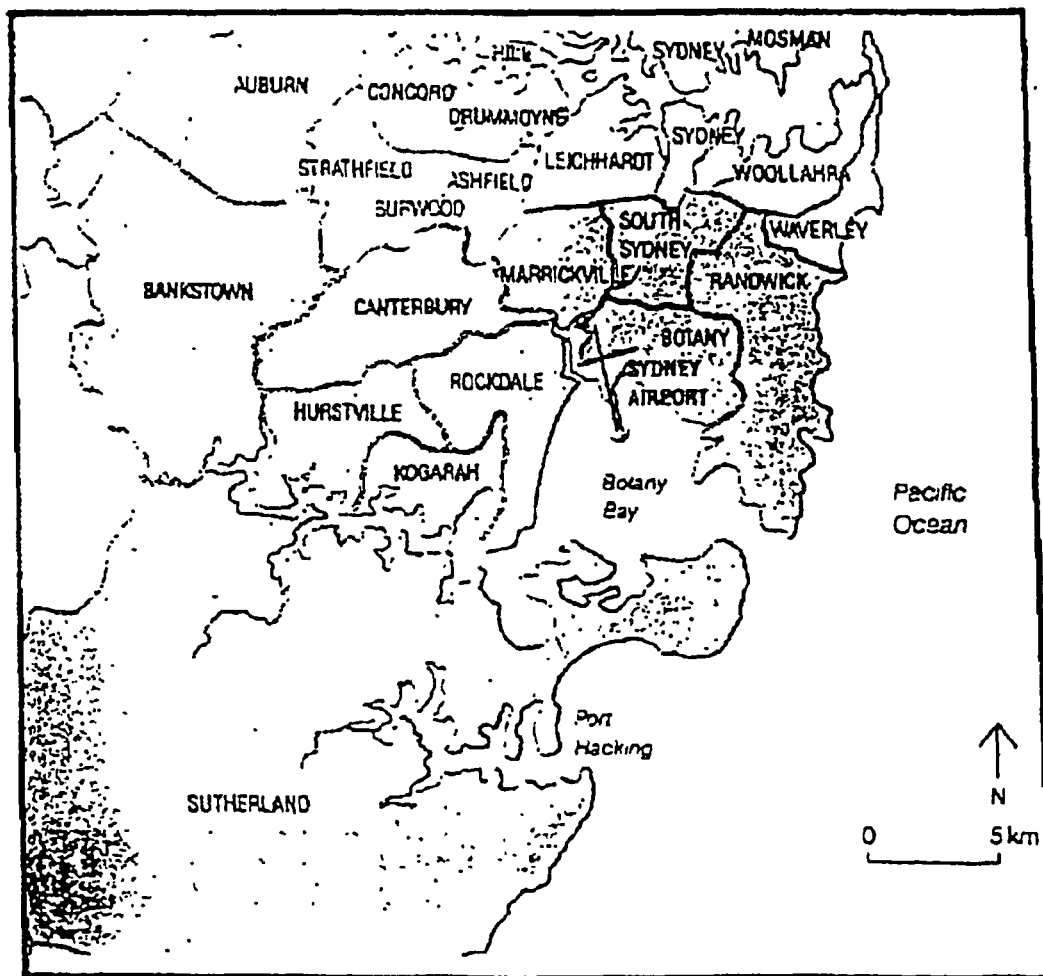 HILL
SYDNEY
MOSMAN
AUBURN
CONCORD
DRUMMOYNE
SYDNEY
STRATHFIELD
ASHFIELD
LEICHHARDT
WOOLLAHRA
BURWOOD
SOUTH
SYDNEY
WAVERLEY
MARRICKVILLE
RANDWICK
BANKSTOWN
CANTERBURY
BOTANY
SYDNEY
AIRPORT
ROCKDALE
HURSTVILLE
KOGARAH
Botany
Bay
Pacific
Ocean
Port
Hacking
SUTHERLAND
N
0 5 km